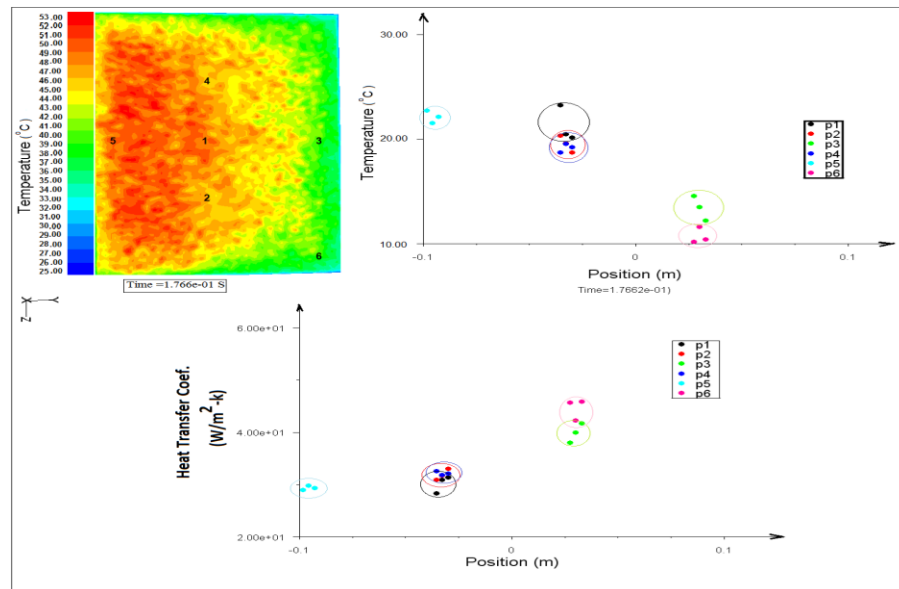 Temperature (°C)
53.00
52.00
51.00
50.00
49.00
48.00
47.00
46.00
45.00
44.00
43.00
42.00
41.00
40.00
39.00
38.00
37.00
36.00
35.00
34.00
33.00
32.00
31.00
30.00
29.00
28.00
27.00
26.00
25.00
4
5
1
3
2
6
Time =1.766e-01 S
Z
X
Y
Temperature (°C)
30.00
20.00
10.00
-0.1
0
0.1
Position (m)
Time=1.7662e-01)
p1
p2
p3
p4
p5
p6
Heat Transfer Coef.
(W/m²-k)
6.00e+01
4.00e+01
2.00e+01
-0.1
0
0.1
Position (m)
p1
p2
p3
p4
p5
p6